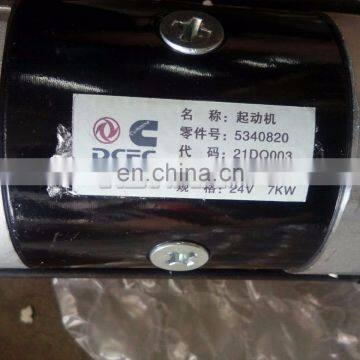 名 称：起动机
零件号：5340820
DCEC
代 码：21DQ003
fr.china.cn
规 格：24V 7KW